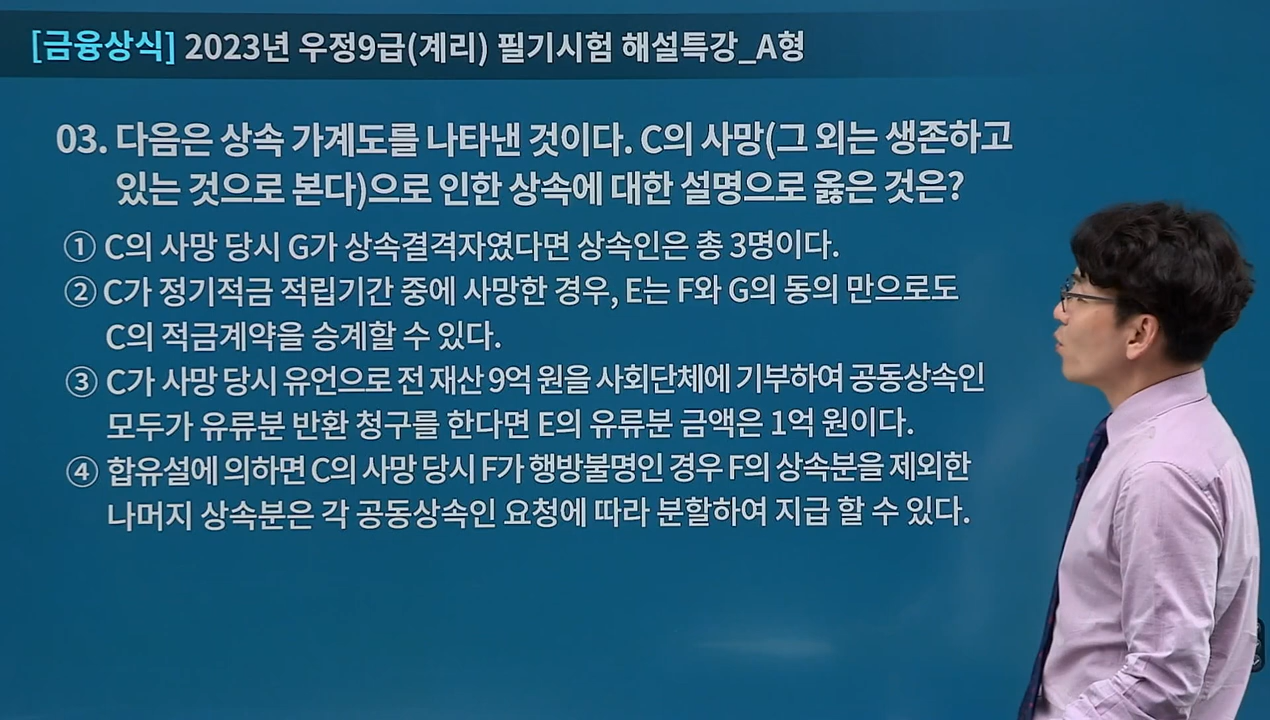 [금융상식] 2023년 우정9급(계리) 필기시험 해설특강_A형
03. 다음은 상속 가계도를 나타낸 것이다. C의 사망(그 외는 생존하고
있는 것으로 본다)으로 인한 상속에 대한 설명으로 옳은 것은?
① C의 사망 당시 G가 상속결격자였다면 상속인은 총 3명이다.
② C가 정기적금 적립기간 중에 사망한 경우, E는 F와 G의 동의 만으로도
C의 적금계약을 승계할 수 있다.
③ C가 사망 당시 유언으로 전 재산 9억 원을 사회단체에 기부하여 공동상속인
모두가 유류분 반환 청구를 한다면 E의 유류분 금액은 1억 원이다.
④ 합유설에 의하면 C의 사망 당시 F가 행방불명인 경우 F의 상속분을 제외한
나머지 상속분은 각 공동상속인 요청에 따라 분할하여 지급 할 수 있다.